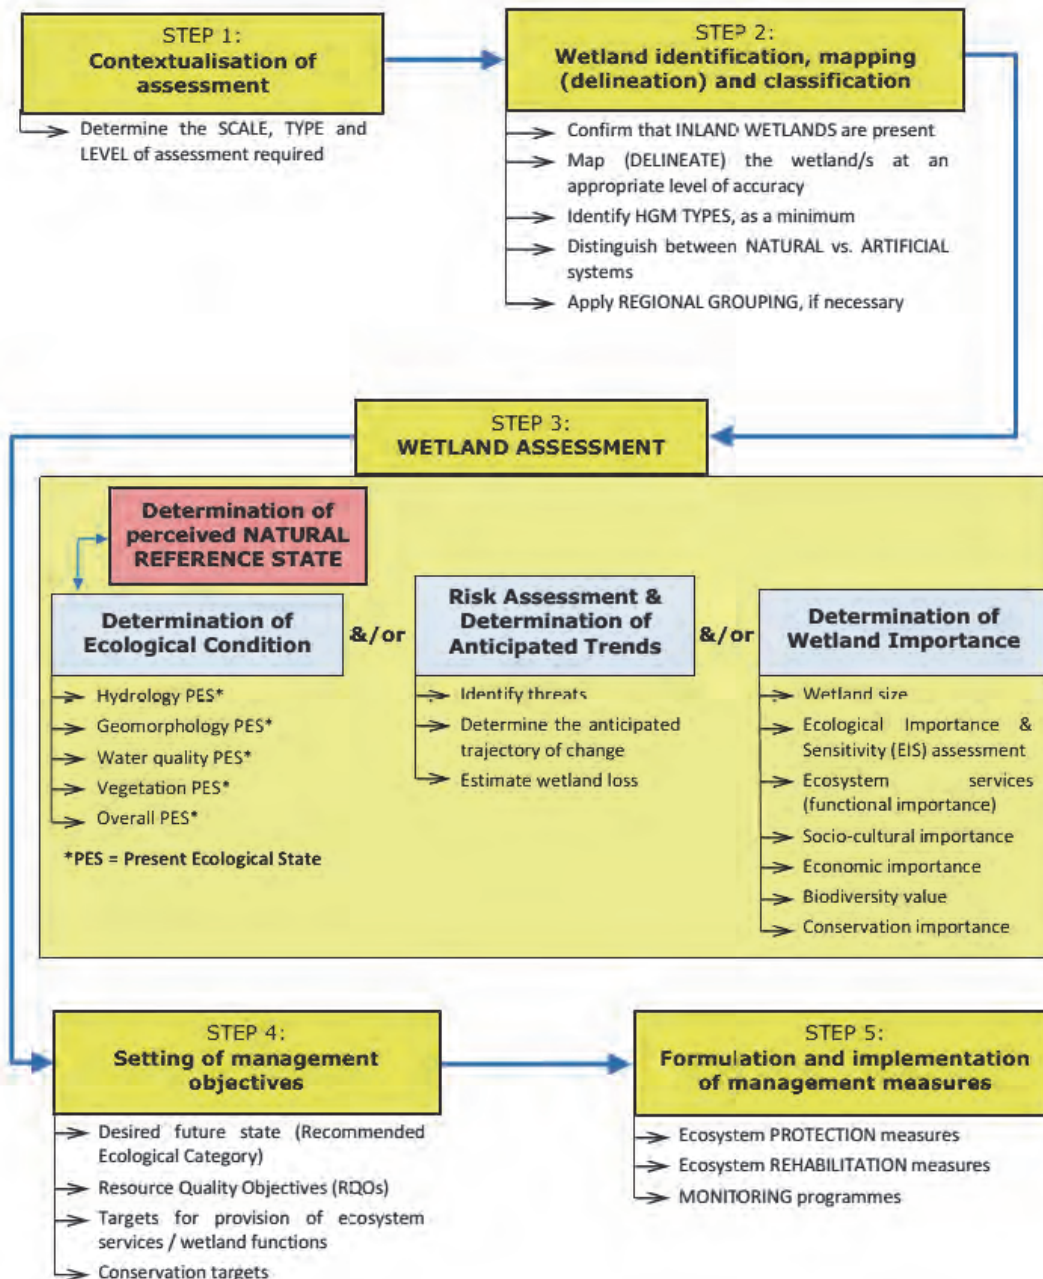 STEP 1:
Contextualisation of
assessment
Determine the SCALE, TYPE and
LEVEL of assessment required
STEP 2:
Wetland identification, mapping
(delineation) and classification
Confirm that INLAND WETLANDS are present
Map (DELINEATE) the wetland/s at an
appropriate level of accuracy
Identify HGM TYPES, as a minimum
Distinguish between NATURAL vs. ARTIFICIAL
systems
Apply REGIONAL GROUPING, if necessary
STEP 3:
WETLAND ASSESSMENT
Determination of
perceived NATURAL
REFERENCE STATE
Determination of
Ecological Condition
Hydrology PES*
Geomorphology PES*
Water quality PES*
Vegetation PES*
Overall PES*
*PES = Present Ecological State
&/or
Risk Assessment &
Determination of
Anticipated Trends
Identify threats
Determine the anticipated
trajectory of change
Estimate wetland loss
&/or
Determination of
Wetland Importance
Wetland size
Ecological Importance &
Sensitivity (EIS) assessment
Ecosystem services
(functional importance)
Socio-cultural importance
Economic importance
Biodiversity value
Conservation importance
STEP 4:
Setting of management
objectives
Desired future state (Recommended
Ecological Category)
Resource Quality Objectives (RQOs)
Targets for provision of ecosystem
services / wetland functions
Conservation targets
STEP 5:
Formulation and implementation
of management measures
Ecosystem PROTECTION measures
Ecosystem REHABILITATION measures
MONITORING programmes